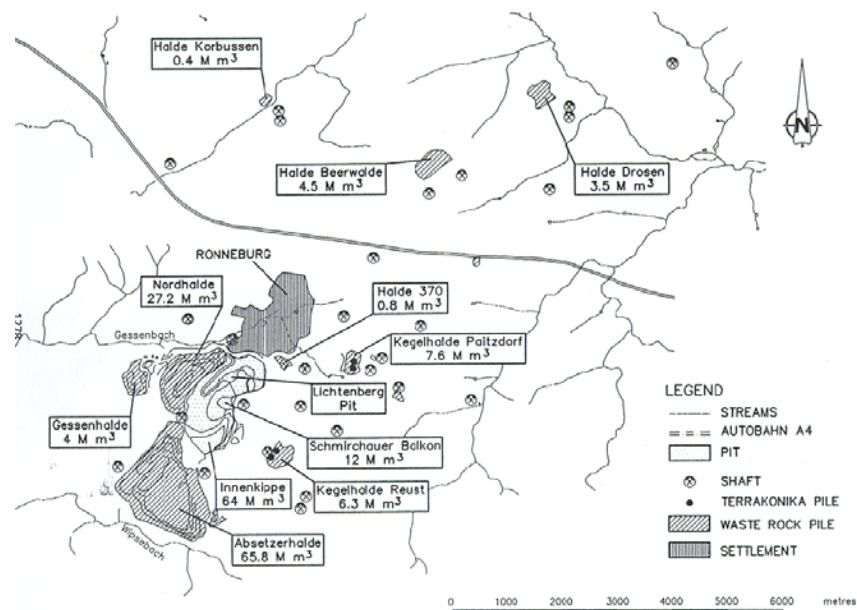 Halde Korbussen
0.4 M m³
Halde Beerwalde
4.5 M m³
Halde Drosen
3.5 M m³
N
RONNEBURG
Nordhalde
27.2 M m³
Halde 370
0.8 M m³
1278
Gessenbach
Kegelhalde Paitzdorf
7.6 M m³
Lichtenberg
Pit
Gessenhalde
4 M m³
Schmirchauer Balkon
12 M m³
Innenkippe
64 M m³
Kegelhalde Reust
6.3 M m³
Absetzerhalde
65.8 M m³
Wipsebach
LEGEND
STREAMS
AUTOBAHN A4
PIT
SHAFT
TERRAKONIKA PILE
WASTE ROCK PILE
SETTLEMENT
0 1000 2000 3000 4000 5000 6000 metres